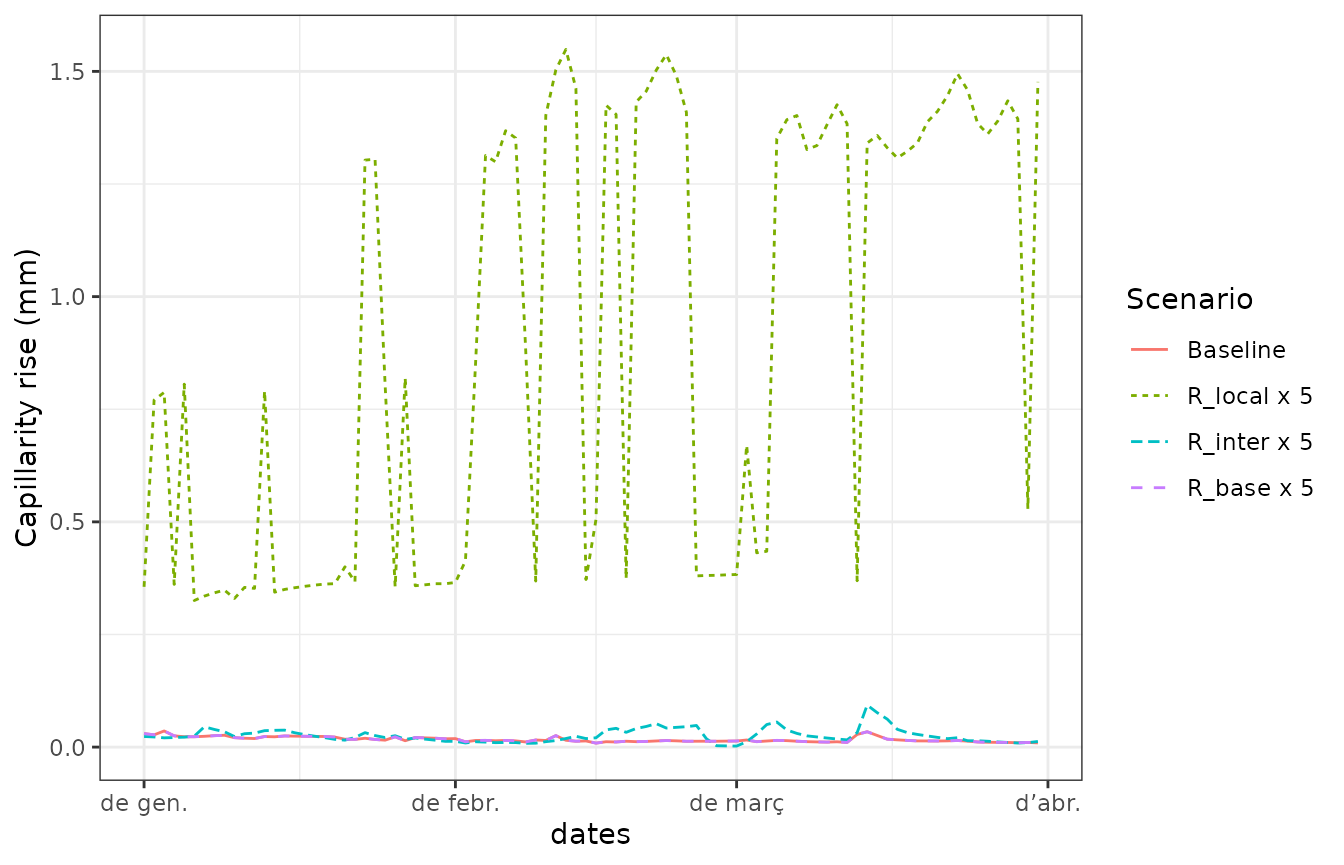 Capillarity rise (mm)
1.5
1.0
0.5
0.0
de gen.
de febr.
de març
d’abr.
dates
Scenario
Baseline
R_local x 5
R_inter x 5
R_base x 5